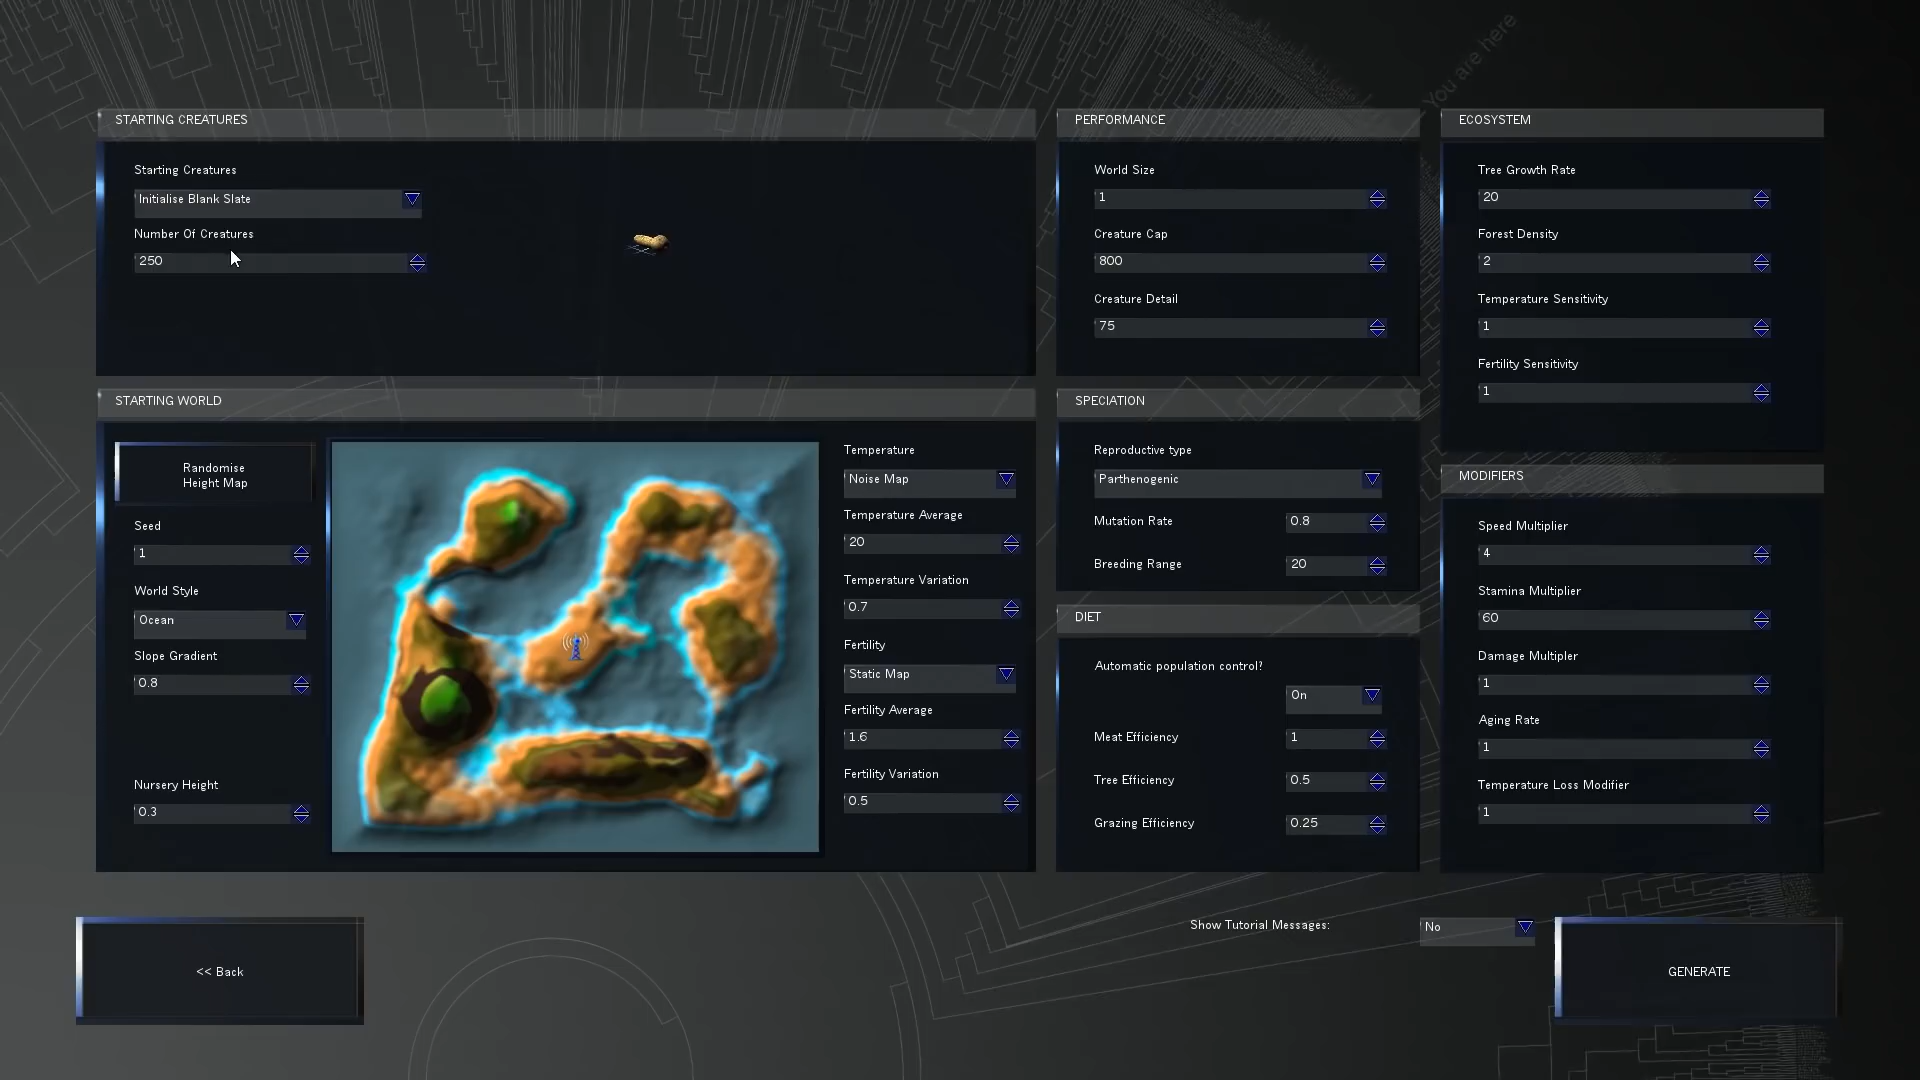 You are here
STARTING CREATURES
Starting Creatures
Initialise Blank Slate
Number Of Creatures
250
STARTING WORLD
Randomise
Height Map
Seed
1
World Style
Ocean
Slope Gradient
0.8
Nursery Height
0.3
Temperature
Noise Map
Temperature Average
20
Temperature Variation
0.7
Fertility
Static Map
Fertility Average
1.6
Fertility Variation
0.5
PERFORMANCE
World Size
1
Creature Cap
800
Creature Detail
75
SPECIATION
Reproductive type
Parthenogenic
Mutation Rate
0.8
Breeding Range
20
DIET
Automatic population control?
On
Meat Efficiency
1
Tree Efficiency
0.5
Grazing Efficiency
0.25
ECOSYSTEM
Tree Growth Rate
20
Forest Density
2
Temperature Sensitivity
1
Fertility Sensitivity
1
MODIFIERS
Speed Multiplier
4
Stamina Multiplier
60
Damage Multipler
1
Aging Rate
1
Temperature Loss Modifier
1
<< Back
Show Tutorial Messages:
No
GENERATE